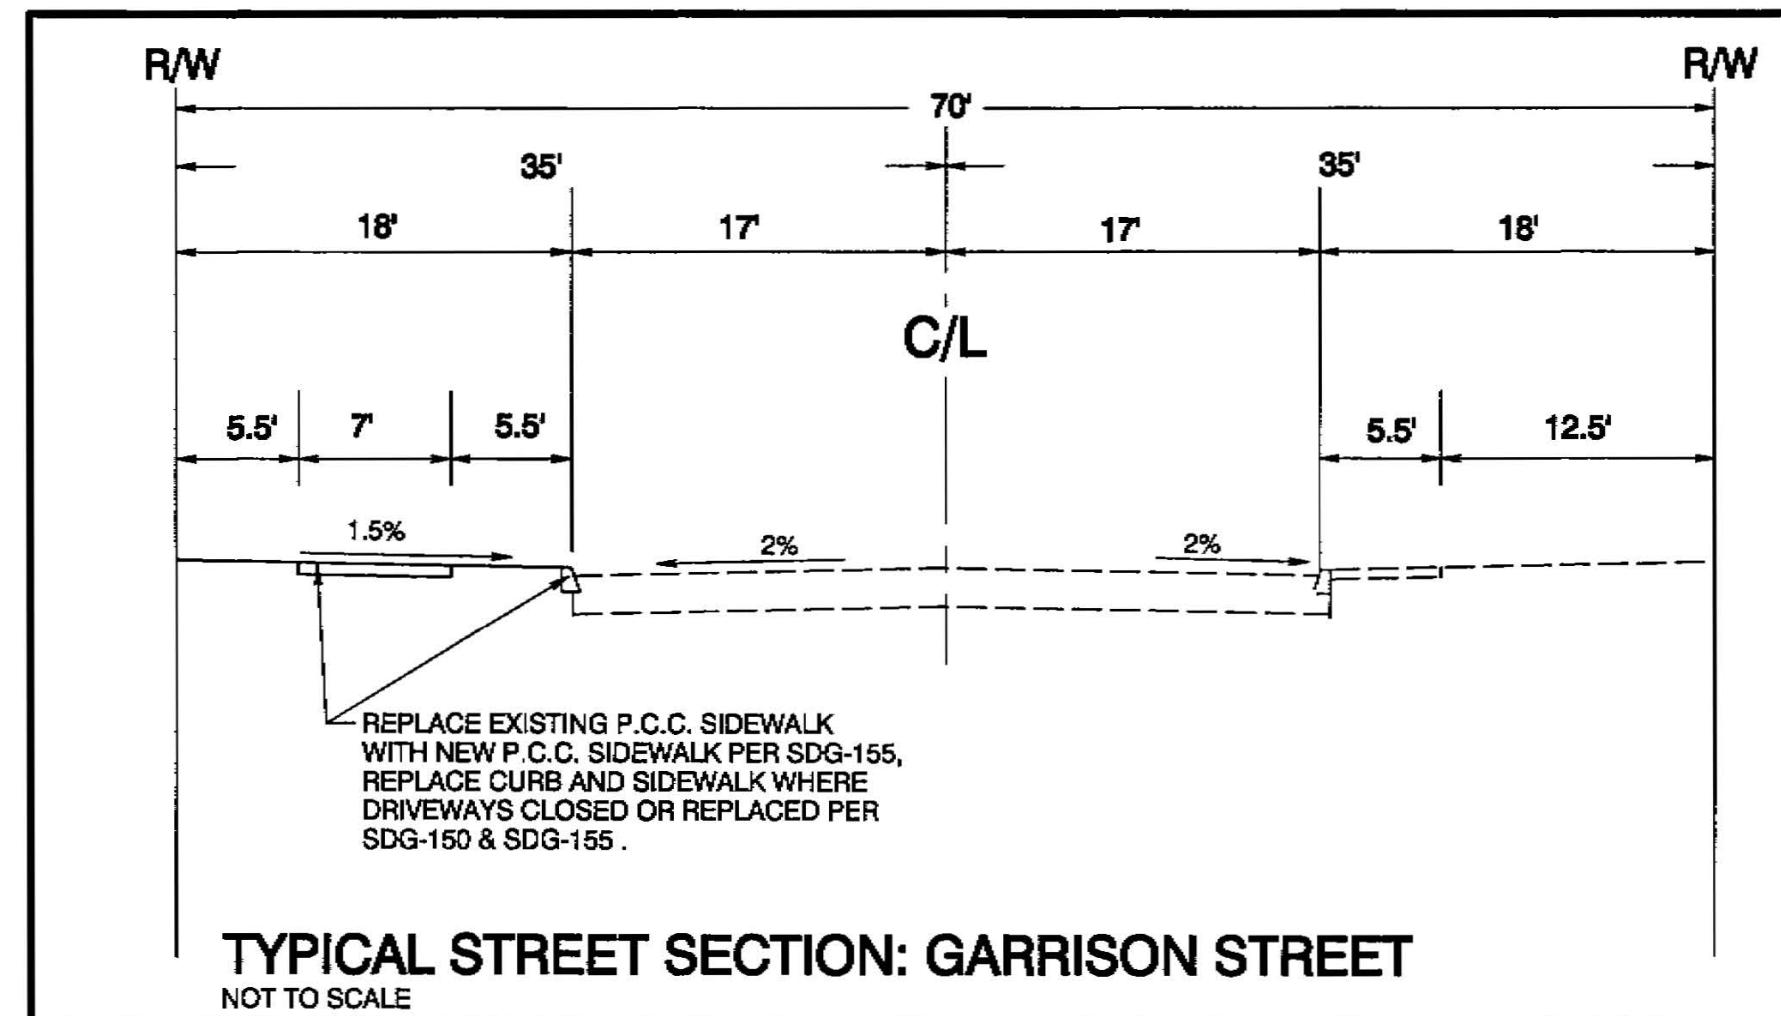 R/W R/W
70'
35' 35'
18' 17' 17' 18'
C/L
5.5' 7' 5.5' 5.5' 12.5'
1.5% 2% 2%
REPLACE EXISTING P.C.C. SIDEWALK
WITH NEW P.C.C. SIDEWALK PER SDG-155,
REPLACE CURB AND SIDEWALK WHERE
DRIVEWAYS CLOSED OR REPLACED PER
SDG-150 & SDG-155 .
TYPICAL STREET SECTION: GARRISON STREET
NOT TO SCALE